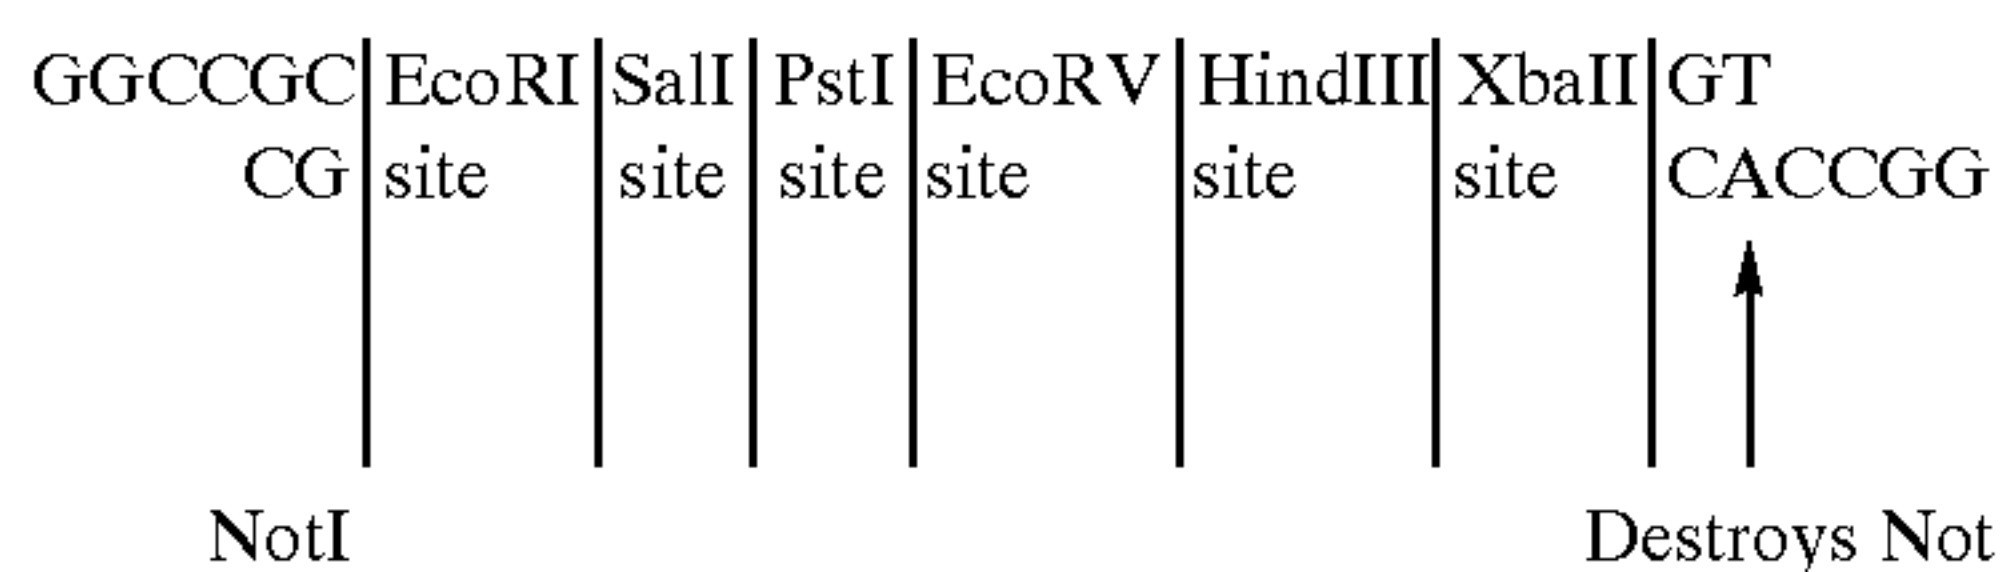 GGCCGC EcoRI SalI PstI EcoRV HindIII XbaII GT
CG site site site site site site CACCGG
NotI Destroys Not